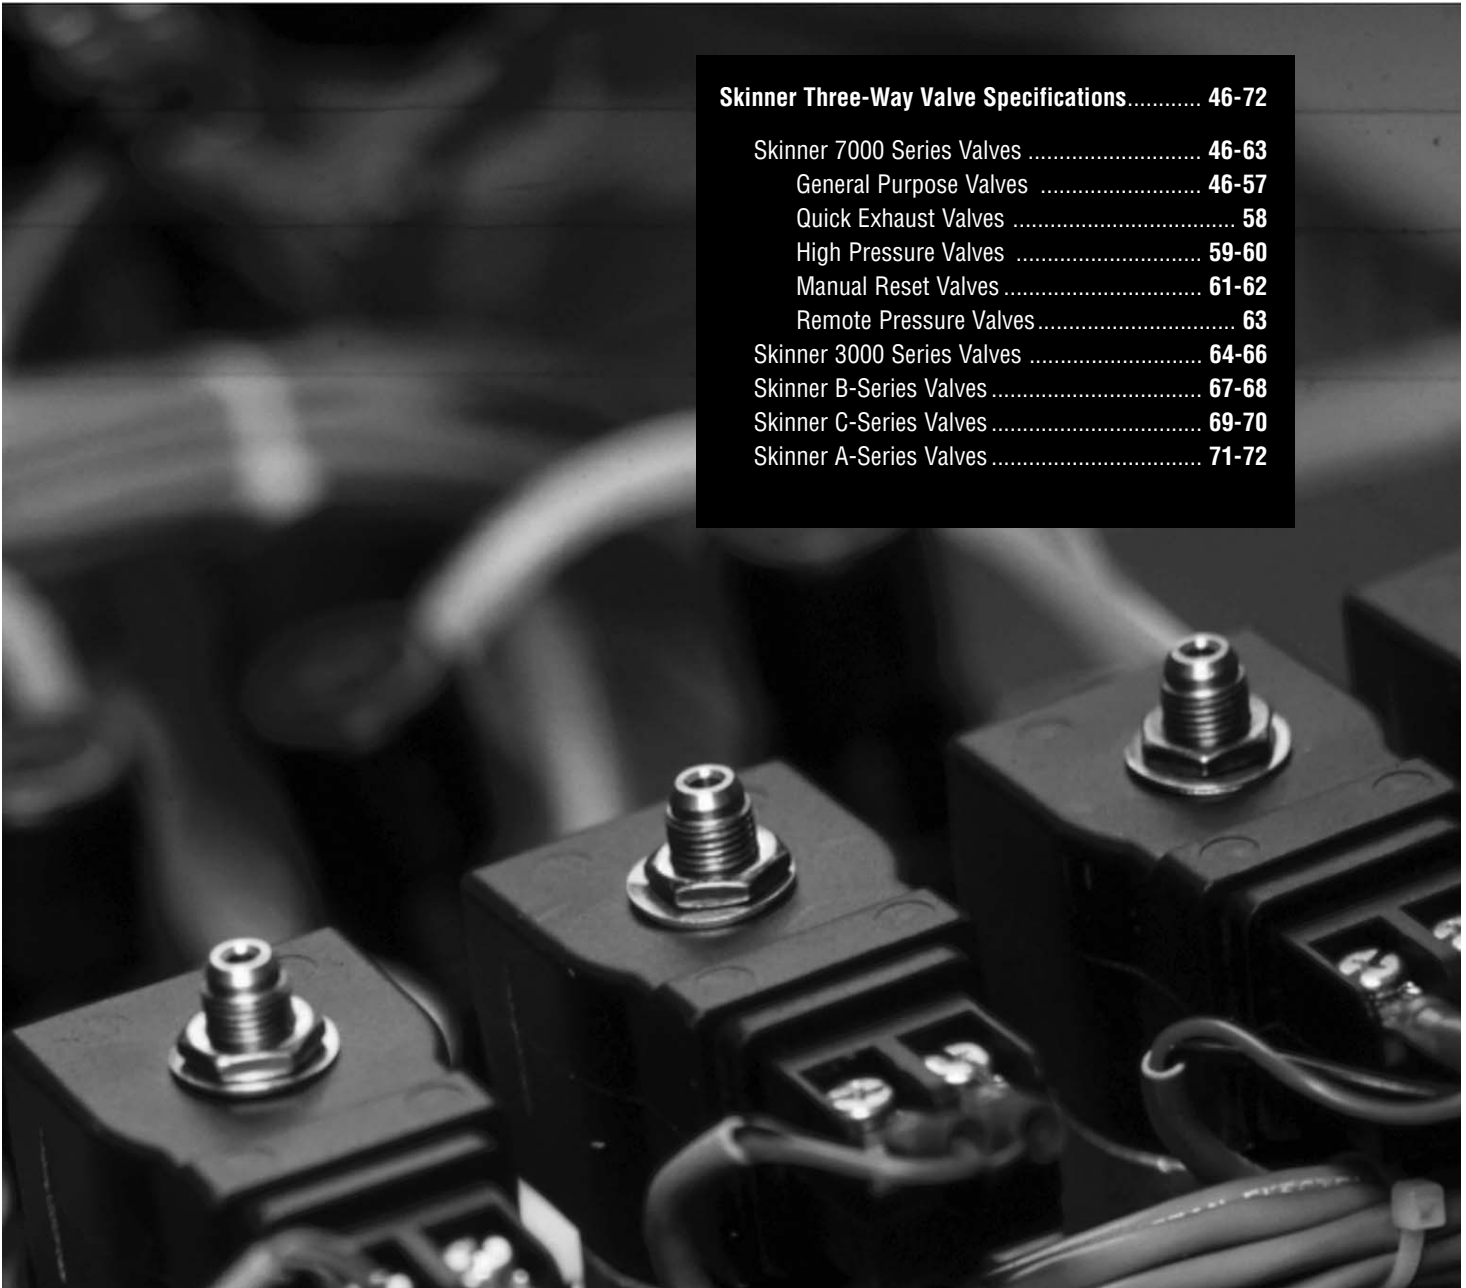 Skinner Three-Way Valve Specifications............ 46-72
Skinner 7000 Series Valves ............................ 46-63
General Purpose Valves .......................... 46-57
Quick Exhaust Valves .................................... 58
High Pressure Valves .............................. 59-60
Manual Reset Valves ................................ 61-62
Remote Pressure Valves ................................ 63
Skinner 3000 Series Valves ............................ 64-66
Skinner B-Series Valves .................................. 67-68
Skinner C-Series Valves .................................. 69-70
Skinner A-Series Valves .................................. 71-72